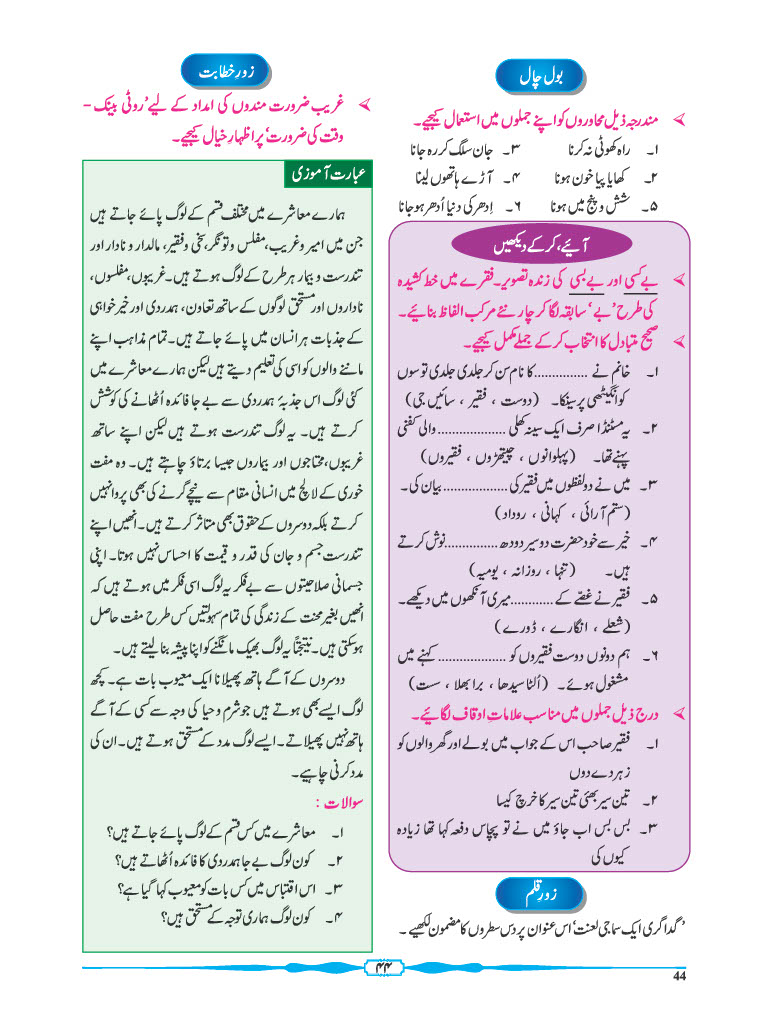 بول چال
مندرجہ ذیل محاوروں کو اپنے جملوں میں استعمال کیجیے۔
۱۔ راہ کھوٹی نہ کرنا ۳۔ جان سلگ کر رہ جانا
۲۔ کھایا پیا خون ہونا ۴۔ آڑے ہاتھوں لینا
۵۔ شش و پنج میں ہونا ۶۔ اِدھر کی دنیا اُدھر ہو جانا
آیئے، کر کے دیکھیں
بے کسی اور بے بسی کی زندہ تصویر۔ فقرے میں خط کشیدہ
کی طرح 'بے' سابقہ لگا کر چار نئے مرکب الفاظ بنائیے۔
صحیح متبادل کا انتخاب کر کے جملے مکمل کیجیے۔
۱۔ خانم نے ............... کا نام سن کر جلدی جلدی توسوں
کو انگیٹھی پر سینکا۔ (دوست ، فقیر ، سائیں جی)
۲۔ یہ مسٹنڈا صرف ایک سینہ کھلی ................... والی کفنی
پہنے تھا۔ (پہلوانوں ، چیتھڑوں ، فقیروں)
۳۔ میں نے دو لفظوں میں فقیر کی .................. بیان کی۔
(ستم آرائی ، کہانی ، روداد)
۴۔ خیر سے خود حضرت دو سیر دودھ ............... نوش کرتے
ہیں۔ (تنہا ، روزانہ ، یومیہ)
۵۔ فقیر نے غصّے کے ............ میری آنکھوں میں دیکھے۔
(شعلے ، انگارے ، ڈورے)
۶۔ ہم دونوں دوست فقیروں کو ................... کہنے میں
مشغول ہوئے۔ (اُلٹا سیدھا ، برا بھلا ، ست)
درج ذیل جملوں میں مناسب علاماتِ اوقاف لگائیے۔
۱۔ فقیر صاحب اس کے جواب میں بولے اور گھر والوں کو
زہر دے دوں
۲۔ تین سیر بھئی تین سیر کا خرچ کیسا
۳۔ بس بس اب جاؤ میں نے تو پچاس دفعہ کہا تھا زیادہ
کیوں کی
زورِ قلم
'گداگری ایک سماجی لعنت' اس عنوان پر دس سطروں کا مضمون لکھیے۔
زورِ خطابت
غریب ضرورت مندوں کی امداد کے لیے 'روٹی بینک –
وقت کی ضرورت' پر اظہارِ خیال کیجیے۔
عبارت آموزی
ہمارے معاشرے میں مختلف قسم کے لوگ پائے جاتے ہیں
جن میں امیر و غریب، مفلس و تونگر، سخی و فقیر، مالدار و نادار اور
تندرست و بیمار ہر طرح کے لوگ ہوتے ہیں۔ غریبوں، مفلسوں،
ناداروں اور مستحق لوگوں کے ساتھ تعاون، ہمدردی اور خیر خواہی
کے جذبات ہر انسان میں پائے جاتے ہیں۔ تمام مذاہب اپنے
ماننے والوں کو اسی کی تعلیم دیتے ہیں لیکن ہمارے معاشرے میں
کئی لوگ اس جذبۂ ہمدردی سے بے جا فائدہ اُٹھانے کی کوشش
کرتے ہیں۔ یہ لوگ تندرست ہوتے ہیں لیکن اپنے ساتھ
غریبوں، محتاجوں اور بیماروں جیسا برتاؤ چاہتے ہیں۔ وہ مفت
خوری کے لالچ میں انسانی مقام سے نیچے گرنے کی بھی پروا نہیں
کرتے بلکہ دوسروں کے حقوق بھی متاثر کرتے ہیں۔ انھیں اپنے
تندرست جسم و جان کی قدر و قیمت کا احساس نہیں ہوتا۔ اپنی
جسمانی صلاحیتوں سے بے فکر یہ لوگ اسی فکر میں ہوتے ہیں کہ
انھیں بغیر محنت کے زندگی کی تمام سہولتیں کس طرح مفت حاصل
ہو سکتی ہیں۔ نتیجتاً یہ لوگ بھیک مانگنے کو اپنا پیشہ بنا لیتے ہیں۔
دوسروں کے آگے ہاتھ پھیلانا ایک معیوب بات ہے۔ کچھ
لوگ ایسے بھی ہوتے ہیں جو شرم و حیا کی وجہ سے کسی کے آگے
ہاتھ نہیں پھیلاتے۔ ایسے لوگ مدد کے مستحق ہوتے ہیں۔ ان کی
مدد کرنی چاہیے۔
سوالات :
۱۔ معاشرے میں کس قسم کے لوگ پائے جاتے ہیں؟
۲۔ کون لوگ بے جا ہمدردی کا فائدہ اُٹھاتے ہیں؟
۳۔ اس اقتباس میں کس بات کو معیوب کہا گیا ہے؟
۴۔ کون لوگ ہماری توجہ کے مستحق ہیں؟
۴۴
44